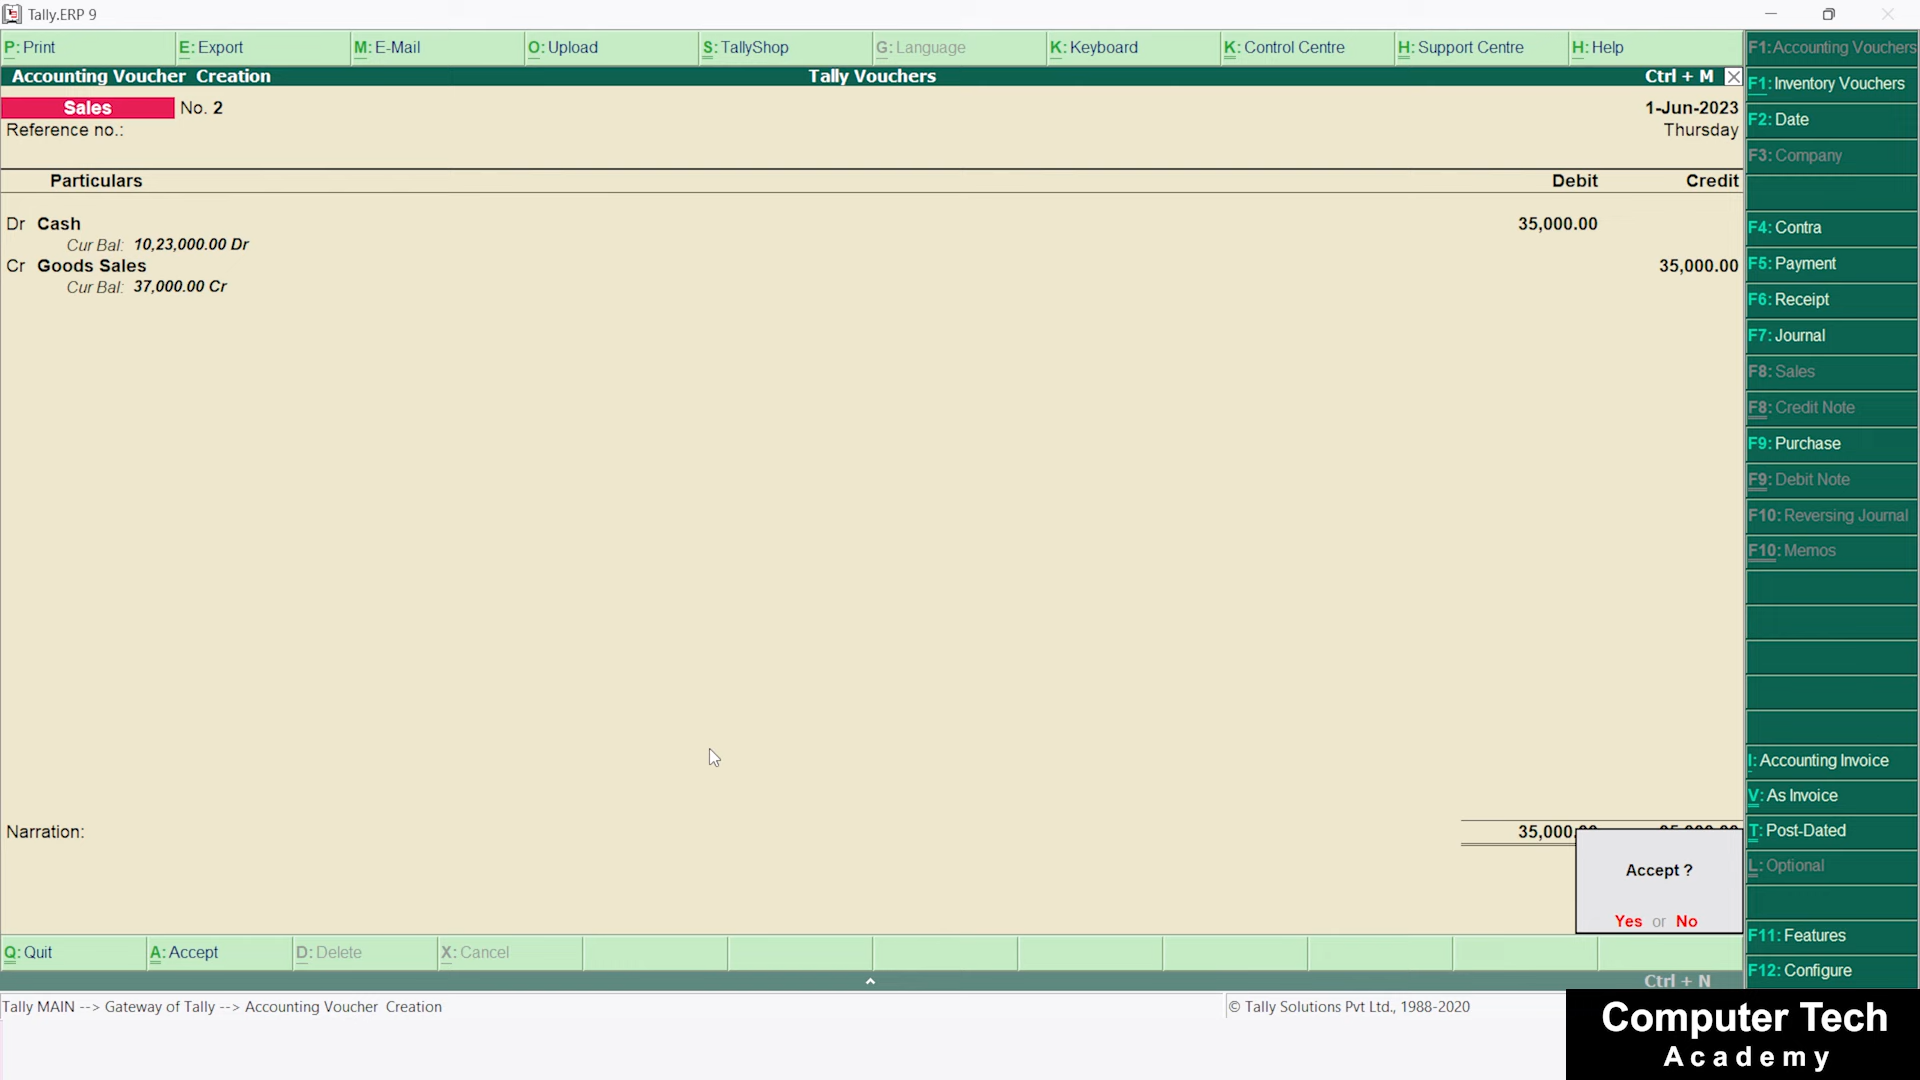 Tally.ERP 9
P: Print E: Export M: E-Mail O: Upload S: TallyShop G: Language K: Keyboard K: Control Centre H: Support Centre H: Help
Accounting Voucher Creation Tally Vouchers Ctrl + M
Sales No. 2 1-Jun-2023
Reference no.: Thursday
Particulars Debit Credit
Dr Cash 35,000.00
Cur Bal: 10,23,000.00 Dr
Cr Goods Sales 35,000.00
Cur Bal: 37,000.00 Cr
Narration: 35,000.00 35,000.00
Accept ?
Yes or No
Q: Quit A: Accept D: Delete X: Cancel
Ctrl + N
Tally MAIN --> Gateway of Tally --> Accounting Voucher Creation © Tally Solutions Pvt Ltd., 1988-2020
F1: Accounting Vouchers
F1: Inventory Vouchers
F2: Date
F3: Company
F4: Contra
F5: Payment
F6: Receipt
F7: Journal
F8: Sales
F8: Credit Note
F9: Purchase
F9: Debit Note
F10: Reversing Journal
F10: Memos
I: Accounting Invoice
V: As Invoice
T: Post-Dated
L: Optional
F11: Features
F12: Configure
Computer Tech
Academy